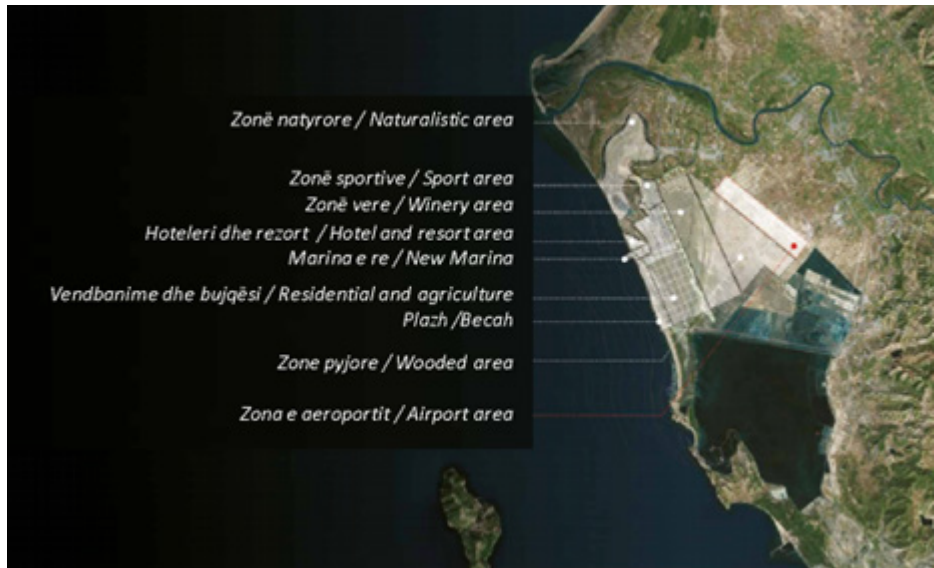 Zonë natyrore / Naturalistic area
Zonë sportive / Sport area
Zonë vere / Winery area
Hoteleri dhe rezort / Hotel and resort area
Marina e re / New Marina
Vendbanime dhe bujqësi / Residential and agriculture
Plazh /Becah
Zone pyjore / Wooded area
Zona e aeroportit / Airport area